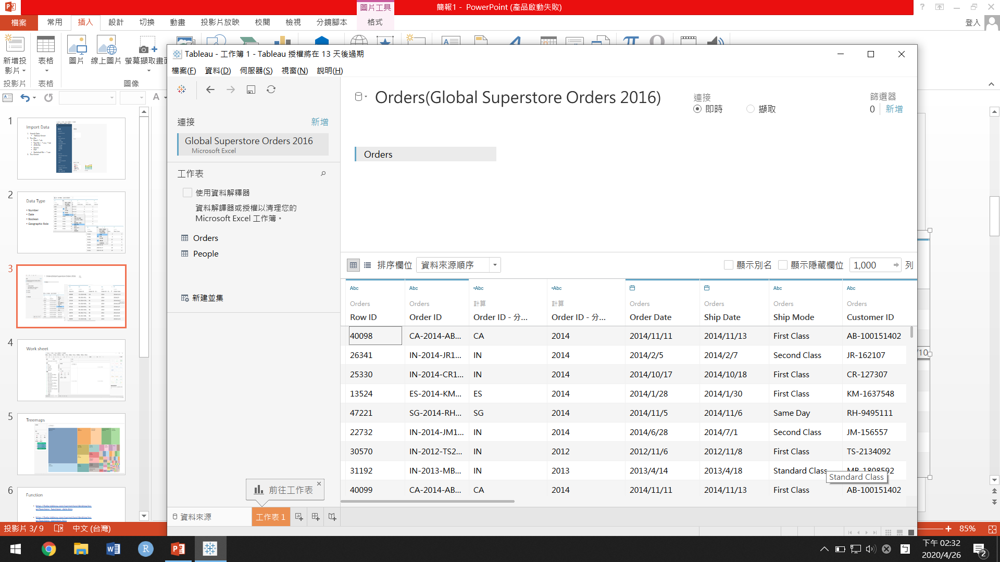 圖片工具
簡報1 - PowerPoint (產品啟動失敗)
檔案 常用 插入 設計 切換 動畫 投影片放映 校閱 檢視 分鏡腳本 格式
登入
新增投影片
表格
圖片
線上圖片
螢幕擷取畫面
投影片
表格
圖像
Tableau - 工作簿 1 - Tableau 授權將在 13 天後過期
檔案(F) 資料(D) 伺服器(S) 視窗(N) 說明(H)
連接 新增
Global Superstore Orders 2016
Microsoft Excel
工作表
使用資料解釋器
資料解譯器或授權以清理您的
Microsoft Excel 工作簿。
Orders
People
新建並集
Orders(Global Superstore Orders 2016)
連接
即時 擷取
篩選器
0 新增
Orders
排序欄位 資料來源順序
顯示別名 顯示隱藏欄位 1,000 列
Abc Abc =Abc =Abc Abc Abc
Orders Orders 計算 計算 Orders Orders Orders Orders
Row ID Order ID Order ID - 分... Order ID - 分... Order Date Ship Date Ship Mode Customer ID
40098 CA-2014-AB... CA 2014 2014/11/11 2014/11/13 First Class AB-100151402
26341 IN-2014-JR1... IN 2014 2014/2/5 2014/2/7 Second Class JR-162107
25330 IN-2014-CR1... IN 2014 2014/10/17 2014/10/18 First Class CR-127307
13524 ES-2014-KM... ES 2014 2014/1/28 2014/1/30 First Class KM-1637548
47221 SG-2014-RH... SG 2014 2014/11/5 2014/11/6 Same Day RH-9495111
22732 IN-2014-JM1... IN 2014 2014/6/28 2014/7/1 Second Class JM-156557
30570 IN-2012-TS2... IN 2012 2012/11/6 2012/11/8 First Class TS-2134092
31192 IN-2013-MB... IN 2013 2013/4/14 2013/4/18 Standard Class MB-1808592
Standard Class
40099 CA-2014-AB... CA 2014 2014/11/11 2014/11/13 First Class AB-100151402
前往工作表
資料來源 工作表 1
1
Import Data
2
Data Type
• Number
• Date
• Boolean
• Geographic Role
3
4
Work sheet
5
Treemaps
6
Function
投影片 3/ 9 中文 (台灣)
85%
下午 02:32
2020/4/26
2